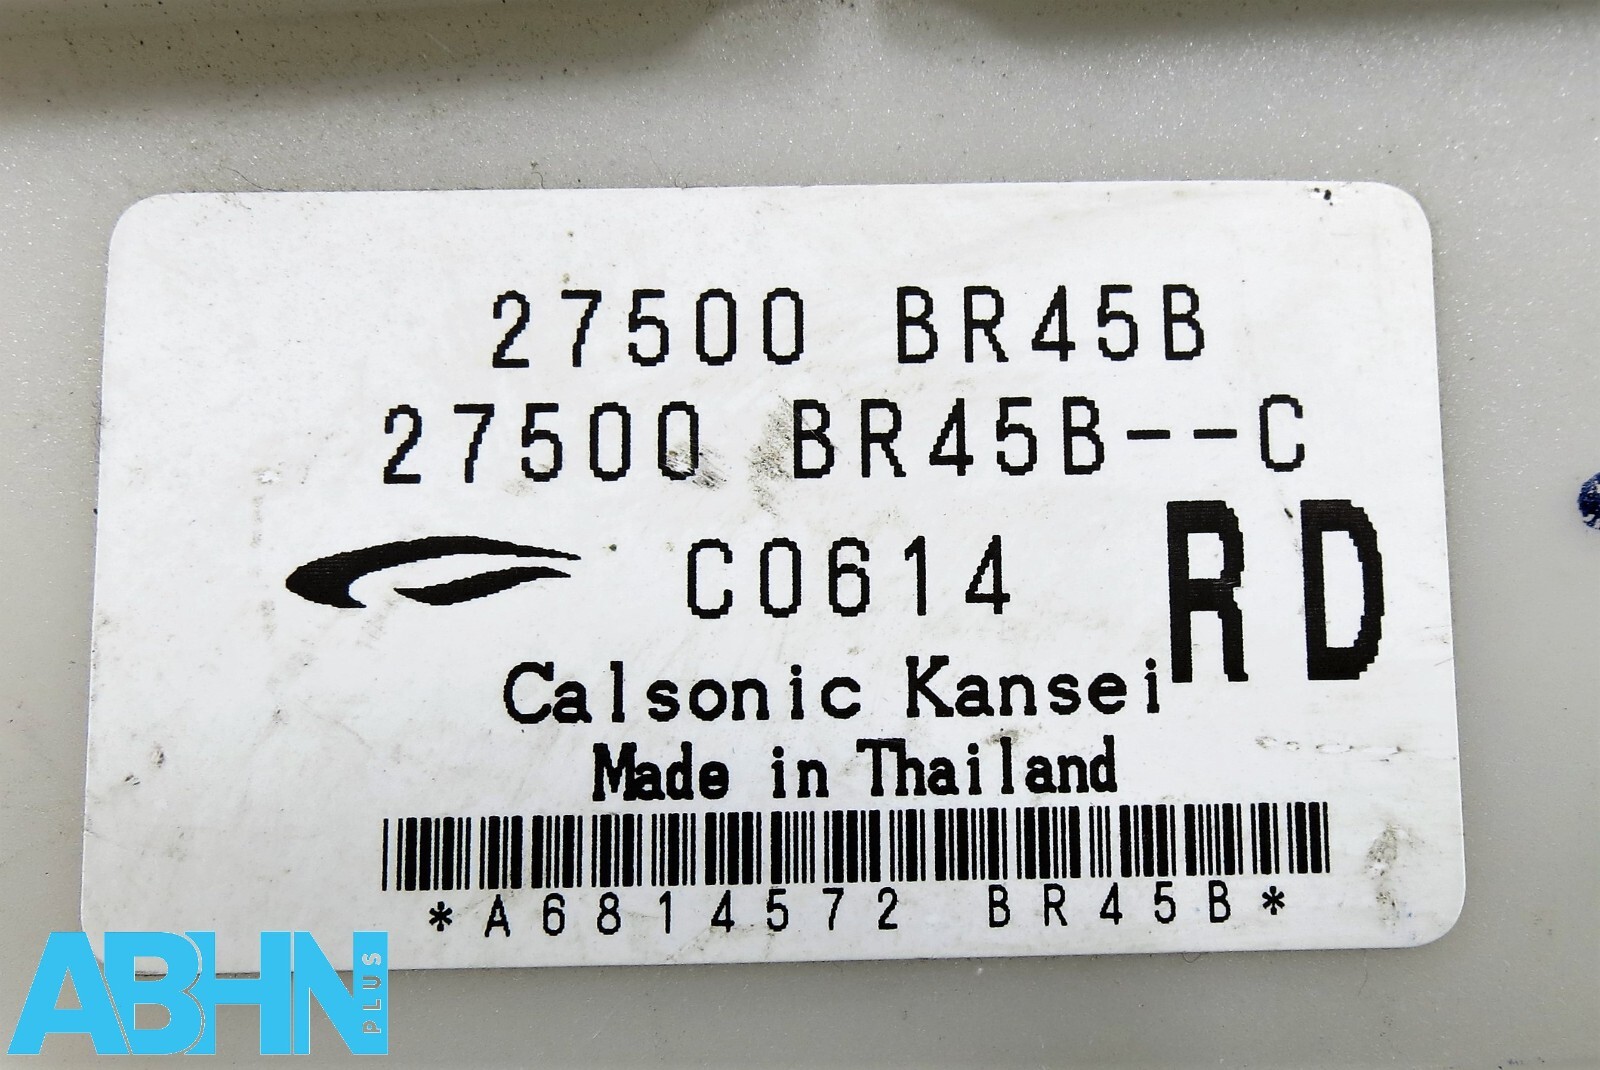 27500 BR45B
27500 BR45B--C
C0614 RD
Calsonic Kansei
Made in Thailand
*A6814572 BR45B*
ABHN PLUS